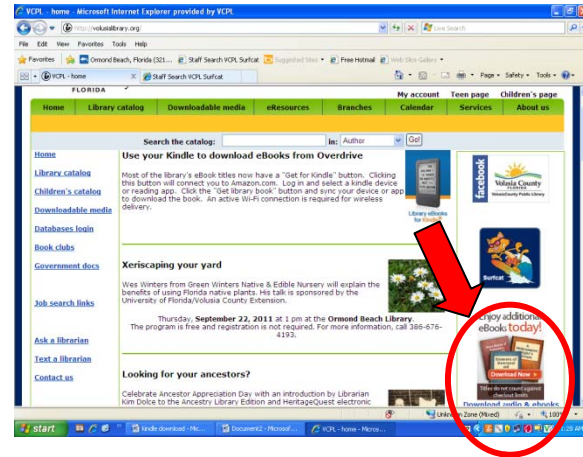 VCPL - home - Microsoft Internet Explorer provided by VCPL
http://volusialibrary.org/
Live Search
File Edit View Favorites Tools Help
Favorites Ormond Beach, Florida (321... Staff Search VCPL Surfcat Suggested Sites Free Hotmail Web Slice Gallery
VCPL - home Staff Search VCPL Surfcat Page Safety Tools
FLORIDA
My account Teen page Children's page
Home Library catalog Downloadable media eResources Branches Calendar Services About us
Search the catalog: in: Author Go!
Home
Library catalog
Children's catalog
Downloadable media
Databases login
Book clubs
Government docs
Job search links
Ask a librarian
Text a librarian
Contact us
Use your Kindle to download eBooks from Overdrive
Most of the library's eBook titles now have a "Get for Kindle" button. Clicking
this button will connect you to Amazon.com. Log in and select a kindle device
or reading app. Click the "Get library book" button and sync your device or app
to download the book. An active Wi-Fi connection is required for wireless
delivery.
Library eBooks
for Kindle
Xeriscaping your yard
Wes Winters from Green Winters Native & Edible Nursery will explain the
benefits of using Florida native plants. His talk is sponsored by the
University of Florida/Volusia County Extension.
Thursday, September 22, 2011 at 1 pm at the Ormond Beach
Library.
The program is free and registration is not required. For more information, call 386-676-
4193.
Looking for your ancestors?
Celebrate Ancestor Appreciation Day with an introduction by Librarian
Kim Dolce to the Ancestry Library Edition and HeritageQuest electronic
facebook
Volusia County
FLORIDA
Volusia County Public Library
Surfcat
Enjoy additional
eBooks today!
Download Now
Titles do not count against
checkout limits
Download audio & ebooks
Unknown Zone (Mixed) 100%
start kindle download - Mic... Document2 - Microsof... VCPL - home - Micros...